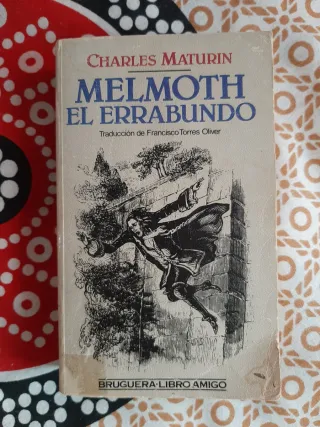 CHARLES MATURIN
MELMOTH
EL ERRABUNDO
Traducción de Francisco Torres Oliver
BRUGUERA-LIBRO AMIGO